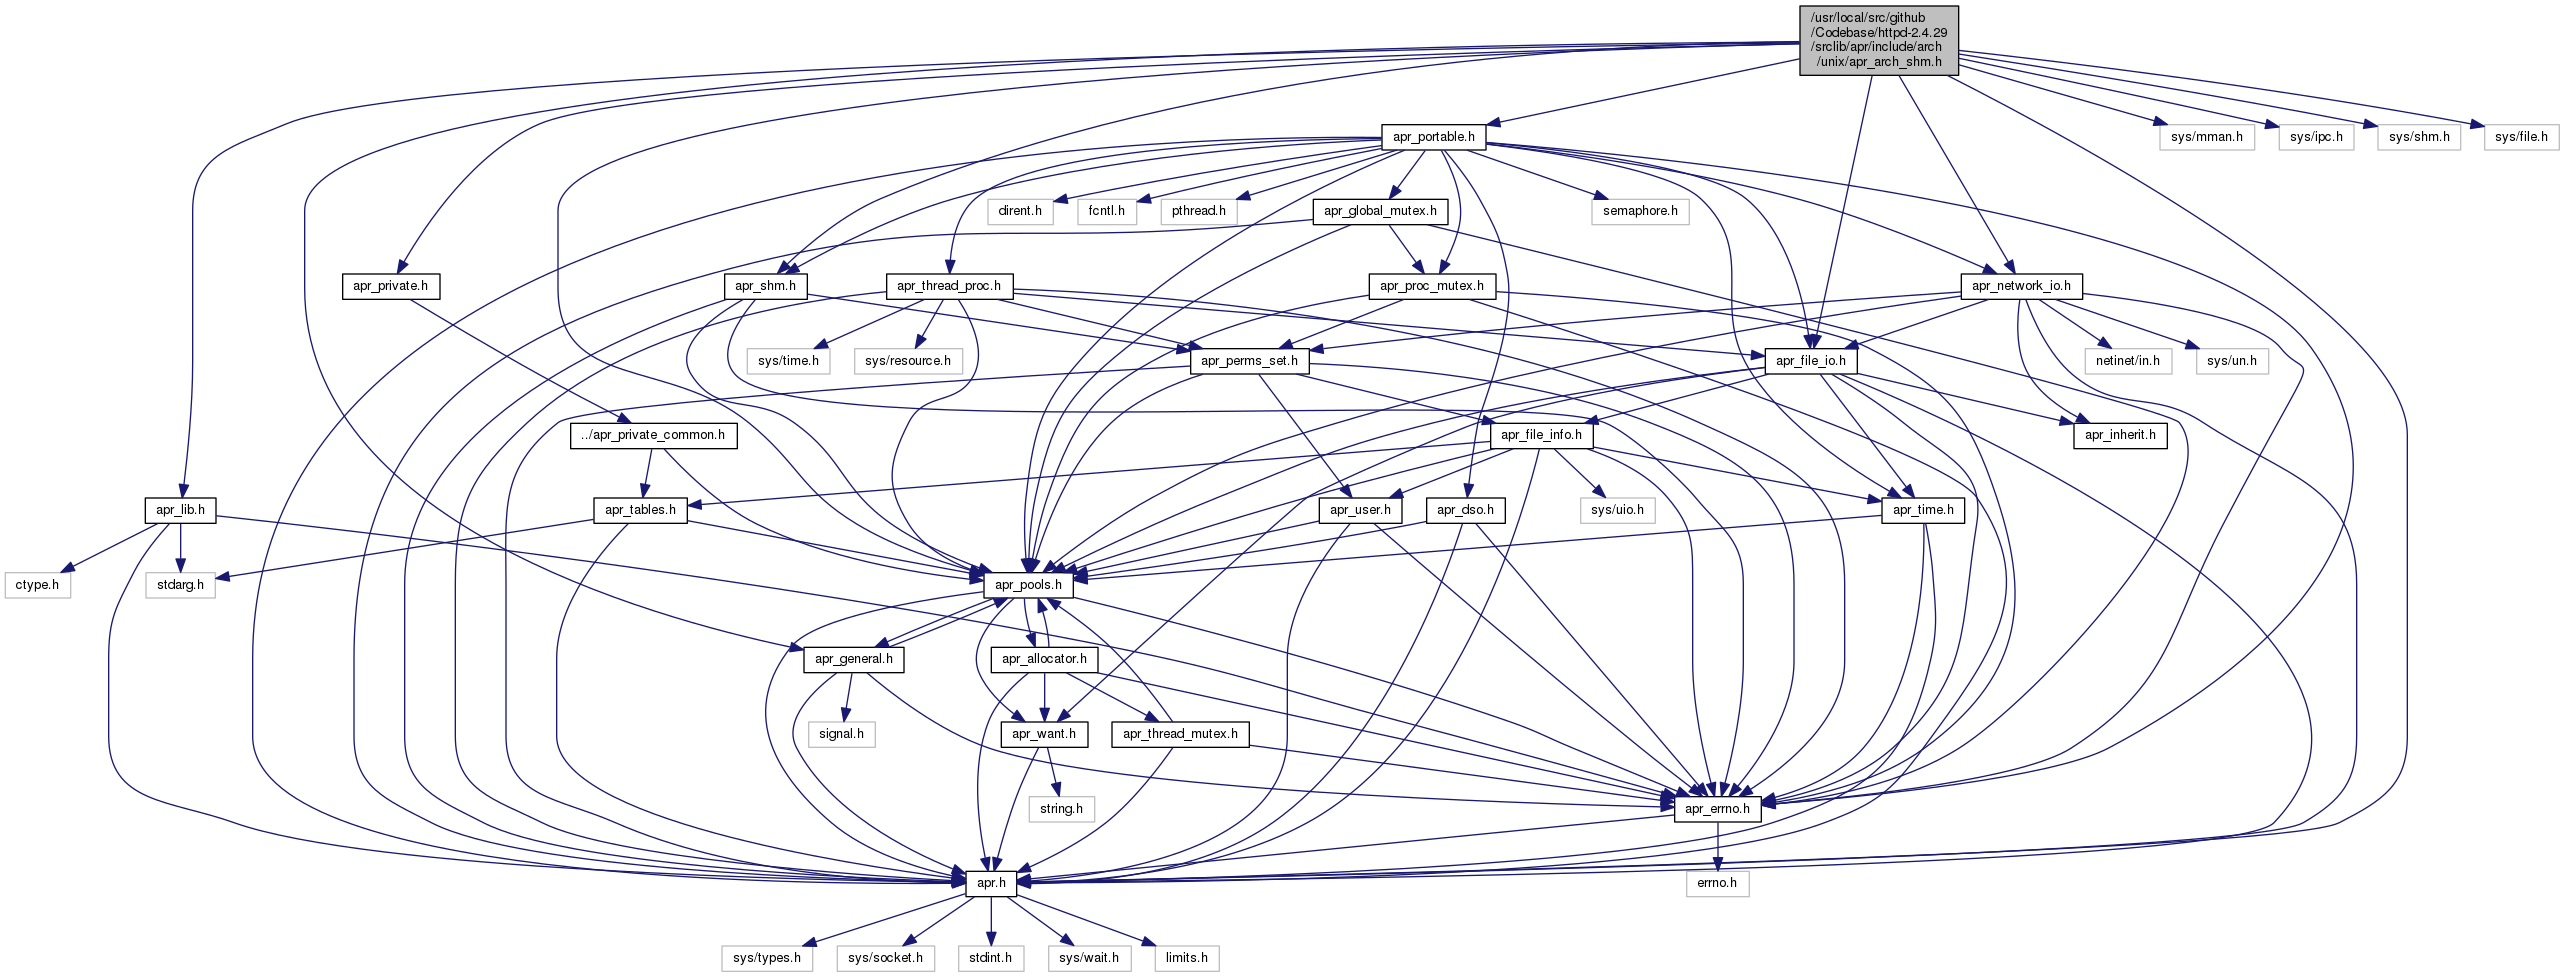 /usr/local/src/github
/Codebase/httpd-2.4.29
/srclib/apr/include/arch
/unix/apr_arch_shm.h
apr_portable.h
sys/mman.h
sys/ipc.h
sys/shm.h
sys/file.h
dirent.h
fcntl.h
pthread.h
apr_global_mutex.h
semaphore.h
apr_private.h
apr_shm.h
apr_thread_proc.h
apr_proc_mutex.h
apr_network_io.h
sys/time.h
sys/resource.h
apr_perms_set.h
apr_file_io.h
netinet/in.h
sys/un.h
../apr_private_common.h
apr_file_info.h
apr_inherit.h
apr_lib.h
apr_tables.h
apr_user.h
apr_dso.h
sys/uio.h
apr_time.h
ctype.h
stdarg.h
apr_pools.h
apr_general.h
apr_allocator.h
signal.h
apr_want.h
apr_thread_mutex.h
string.h
apr_errno.h
apr.h
errno.h
sys/types.h
sys/socket.h
stdint.h
sys/wait.h
limits.h